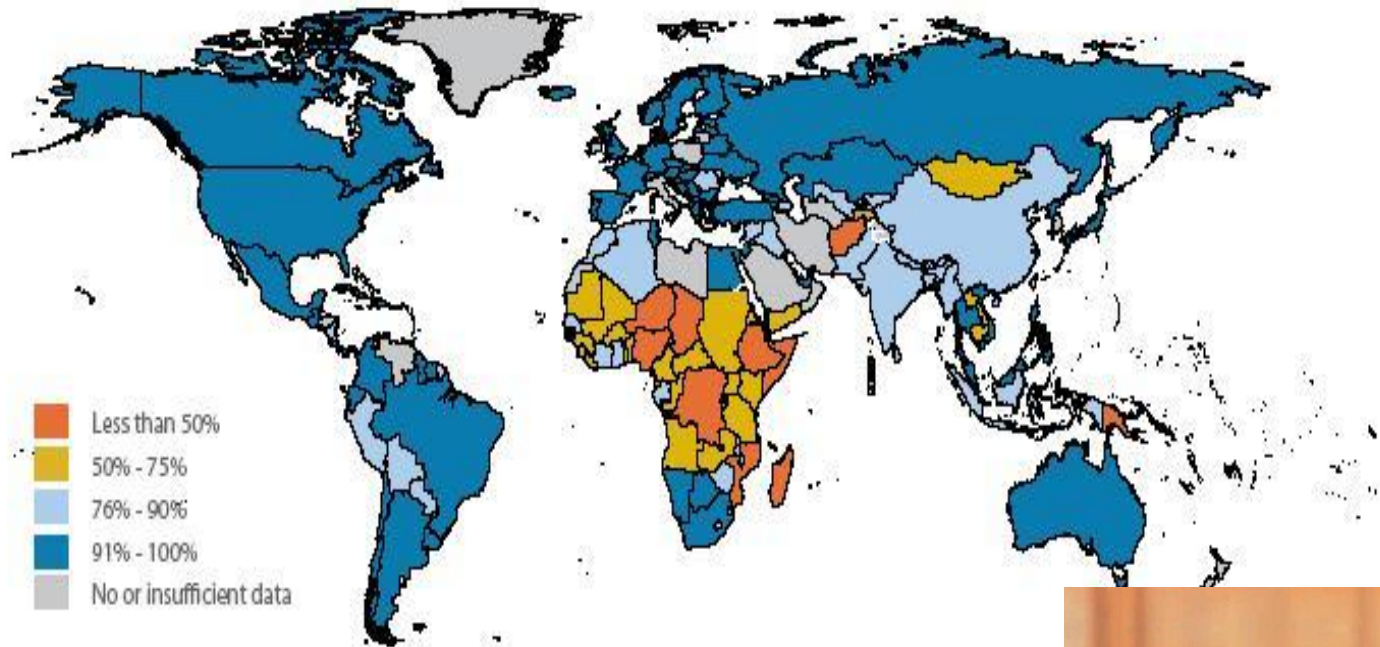 Less than 50%
50% - 75%
76% - 90%
91% - 100%
No or insufficient data